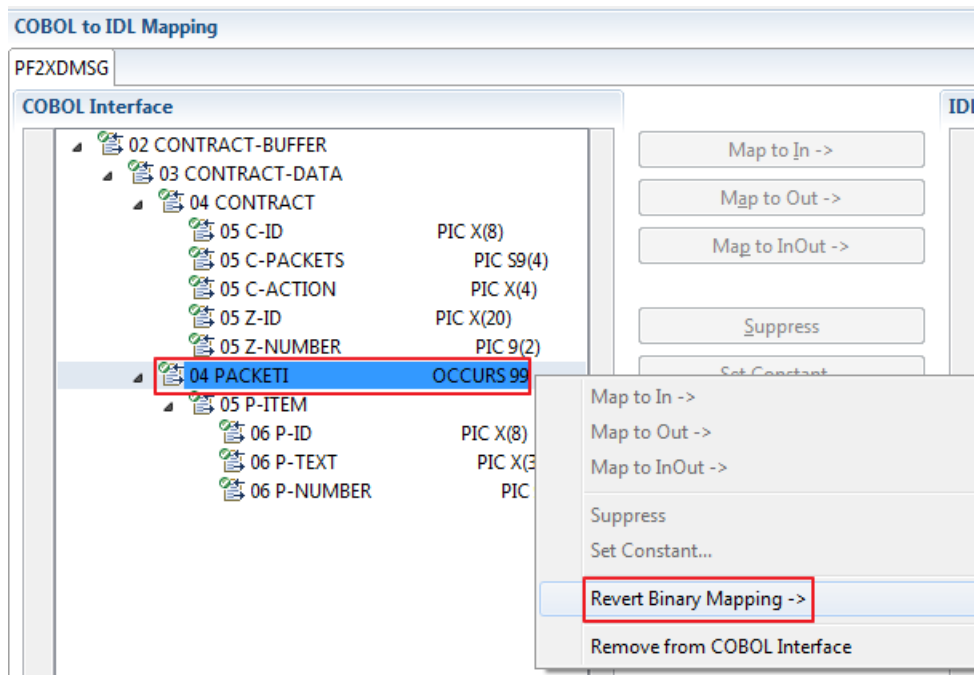 COBOL to IDL Mapping
PF2XDMSG
COBOL Interface
02 CONTRACT-BUFFER
03 CONTRACT-DATA
04 CONTRACT
05 C-ID PIC X(8)
05 C-PACKETS PIC S9(4)
05 C-ACTION PIC X(4)
05 Z-ID PIC X(20)
05 Z-NUMBER PIC 9(2)
04 PACKETI OCCURS 99
05 P-ITEM
06 P-ID PIC X(8)
06 P-TEXT PIC X(3
06 P-NUMBER PIC
Map to In ->
Map to Out ->
Map to InOut ->
Suppress
Set Constant...
IDL
Map to In ->
Map to Out ->
Map to InOut ->
Suppress
Set Constant...
Revert Binary Mapping ->
Remove from COBOL Interface